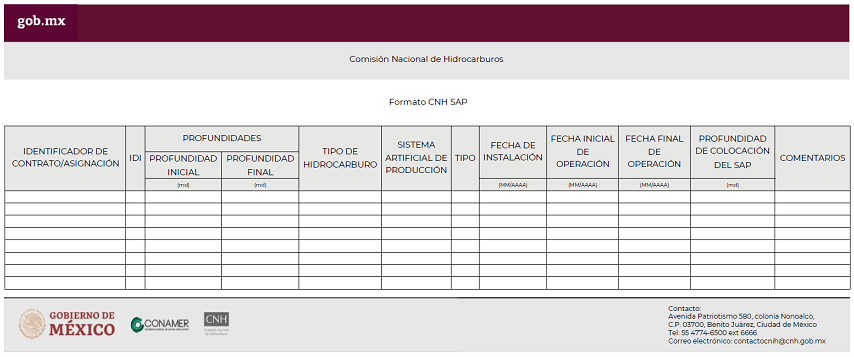 gob.mx
Comisión Nacional de Hidrocarburos
Formato CNH SAP
IDENTIFICADOR DE
CONTRATO/ASIGNACIÓN
IDI
PROFUNDIDADES
PROFUNDIDAD
INICIAL
(md)
PROFUNDIDAD
FINAL
(md)
TIPO DE
HIDROCARBURO
SISTEMA
ARTIFICIAL DE
PRODUCCIÓN
TIPO
FECHA DE
INSTALACIÓN
(MM/AAAA)
FECHA INICIAL
DE
OPERACIÓN
(MM/AAAA)
FECHA FINAL
DE
OPERACIÓN
(MM/AAAA)
PROFUNDIDAD
DE COLOCACIÓN
DEL SAP
(md)
COMENTARIOS
GOBIERNO DE
MÉXICO
CONAMER
CNH
Contacto:
Avenida Patriotismo 580, colonia Nonoalco,
C.P. 03700, Benito Juárez, Ciudad de México
Tel: 55 4774-6500 ext 6666
Correo electrónico: contactocnih@cnh.gob.mx